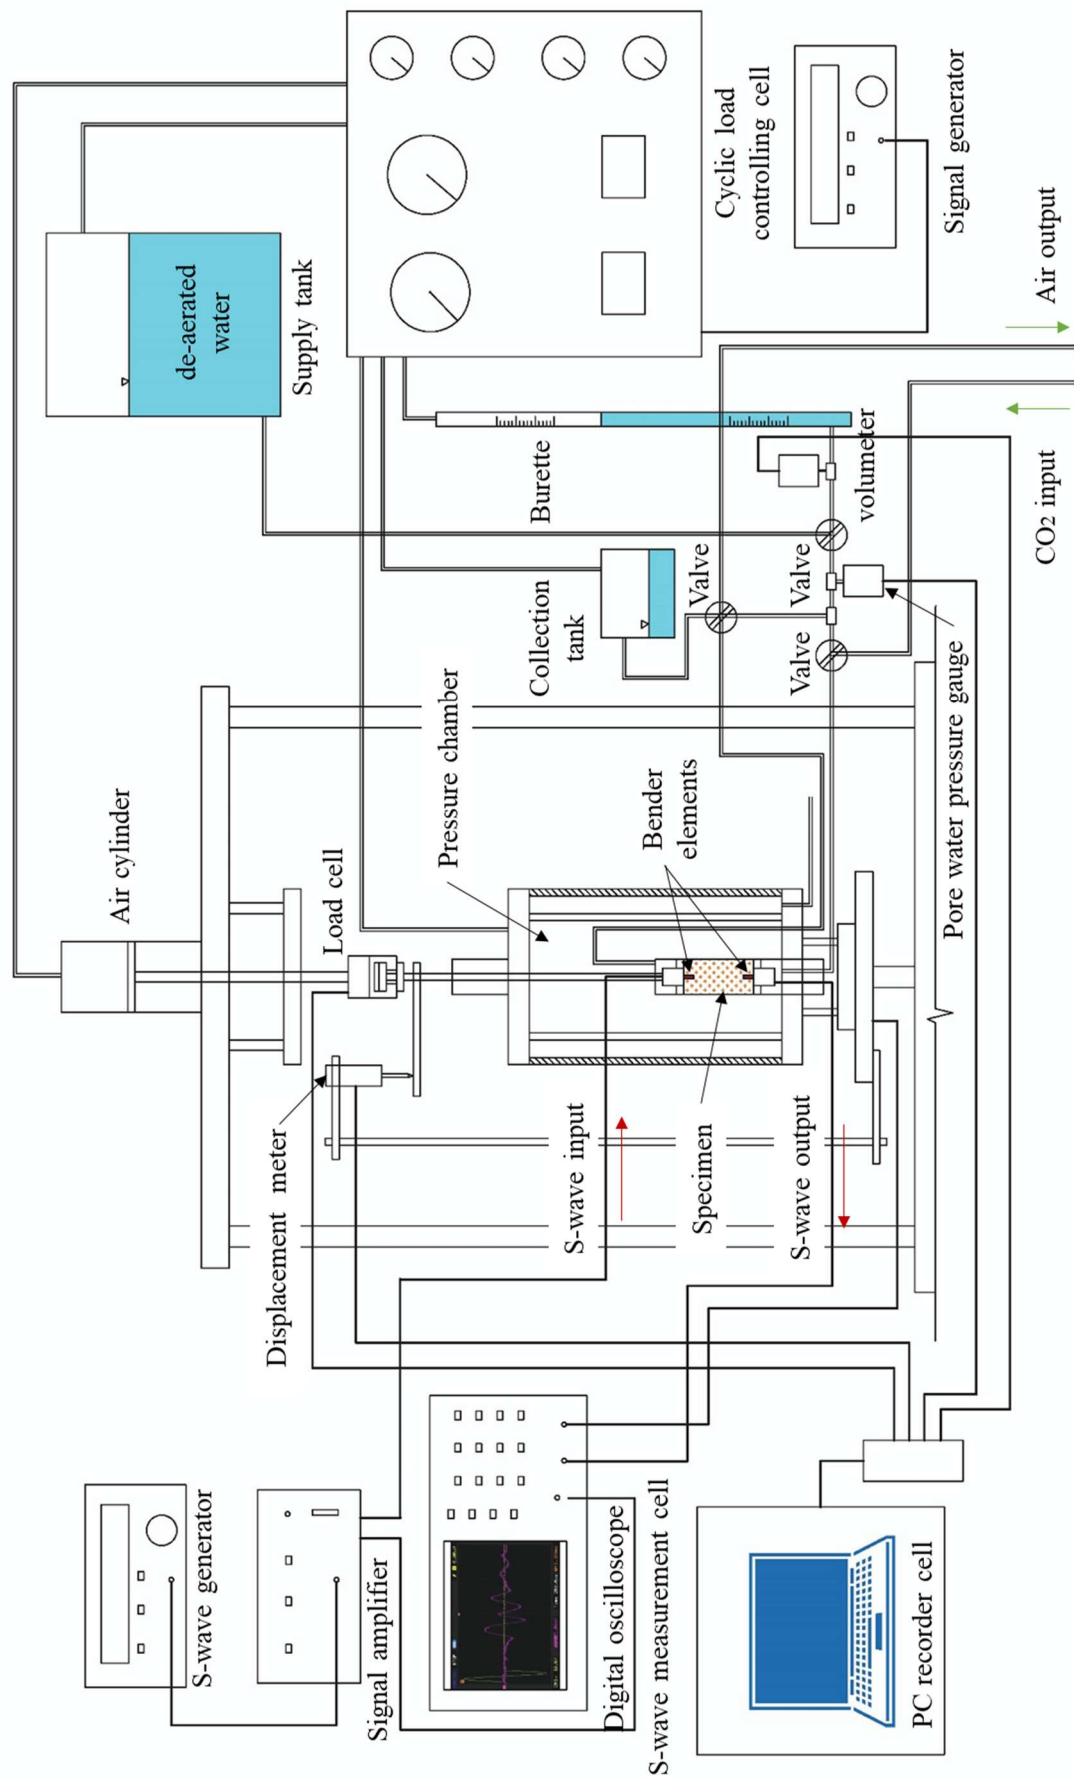 S-wave generator
Signal amplifier
Digital oscilloscope
S-wave measurement cell
PC recorder cell
Displacement meter
S-wave input
Specimen
S-wave output
Air cylinder
Load cell
Pressure chamber
Bender
elements
Pore water pressure gauge
de-aerated
water
Supply tank
Burette
Collection
tank
Valve
Valve
Valve
volumeter
Cyclic load
controlling cell
Signal generator
Air output
CO2 input